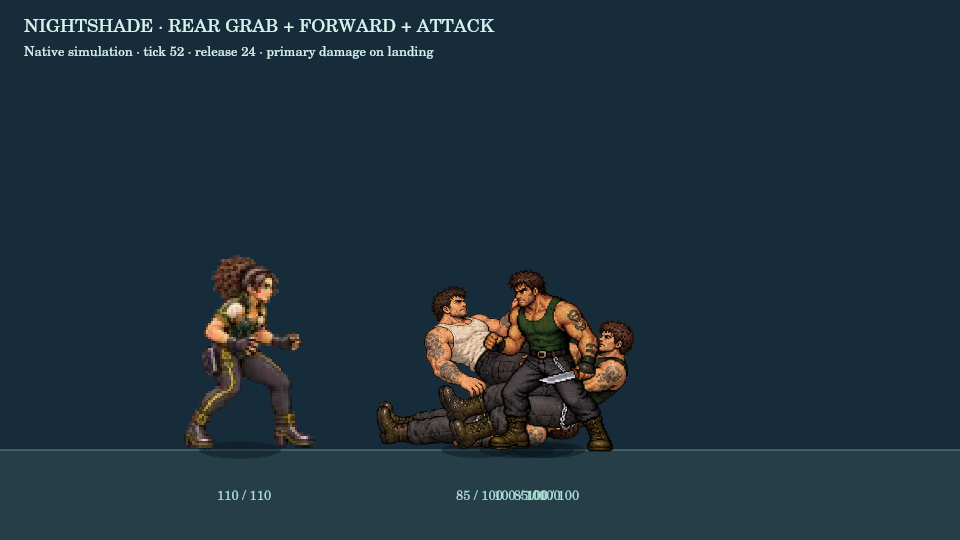 NIGHTSHADE · REAR GRAB + FORWARD + ATTACK
Native simulation · tick 52 · release 24 · primary damage on landing
110 / 110 85 / 100